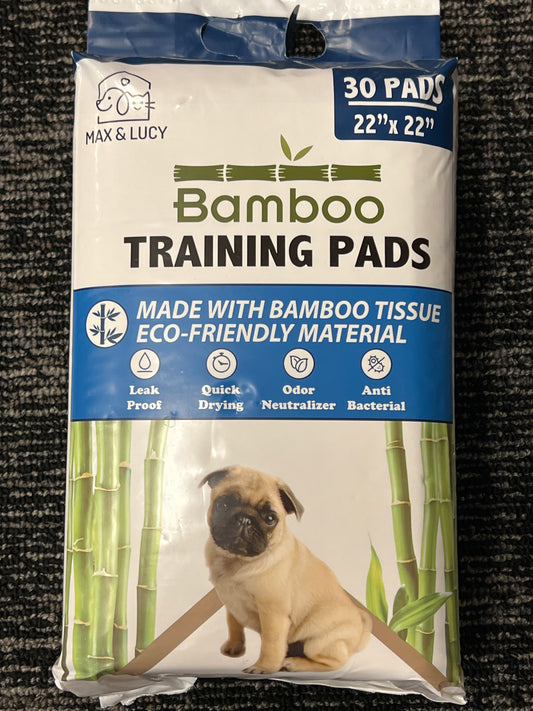 MAX & LUCY
30 PADS
22”x 22”
Bamboo
TRAINING PADS
MADE WITH BAMBOO TISSUE
ECO-FRIENDLY MATERIAL
Leak
Proof
Quick
Drying
Odor
Neutralizer
Anti
Bacterial